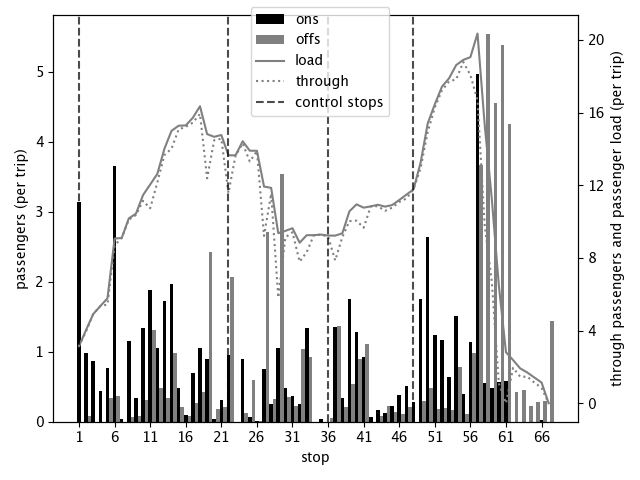 ons
offs
load
through
control stops
passengers (per trip)
5
4
3
2
1
0
through passengers and passenger load (per trip)
20
16
12
8
4
0
1 6 11 16 21 26 31 36 41 46 51 56 61 66
stop